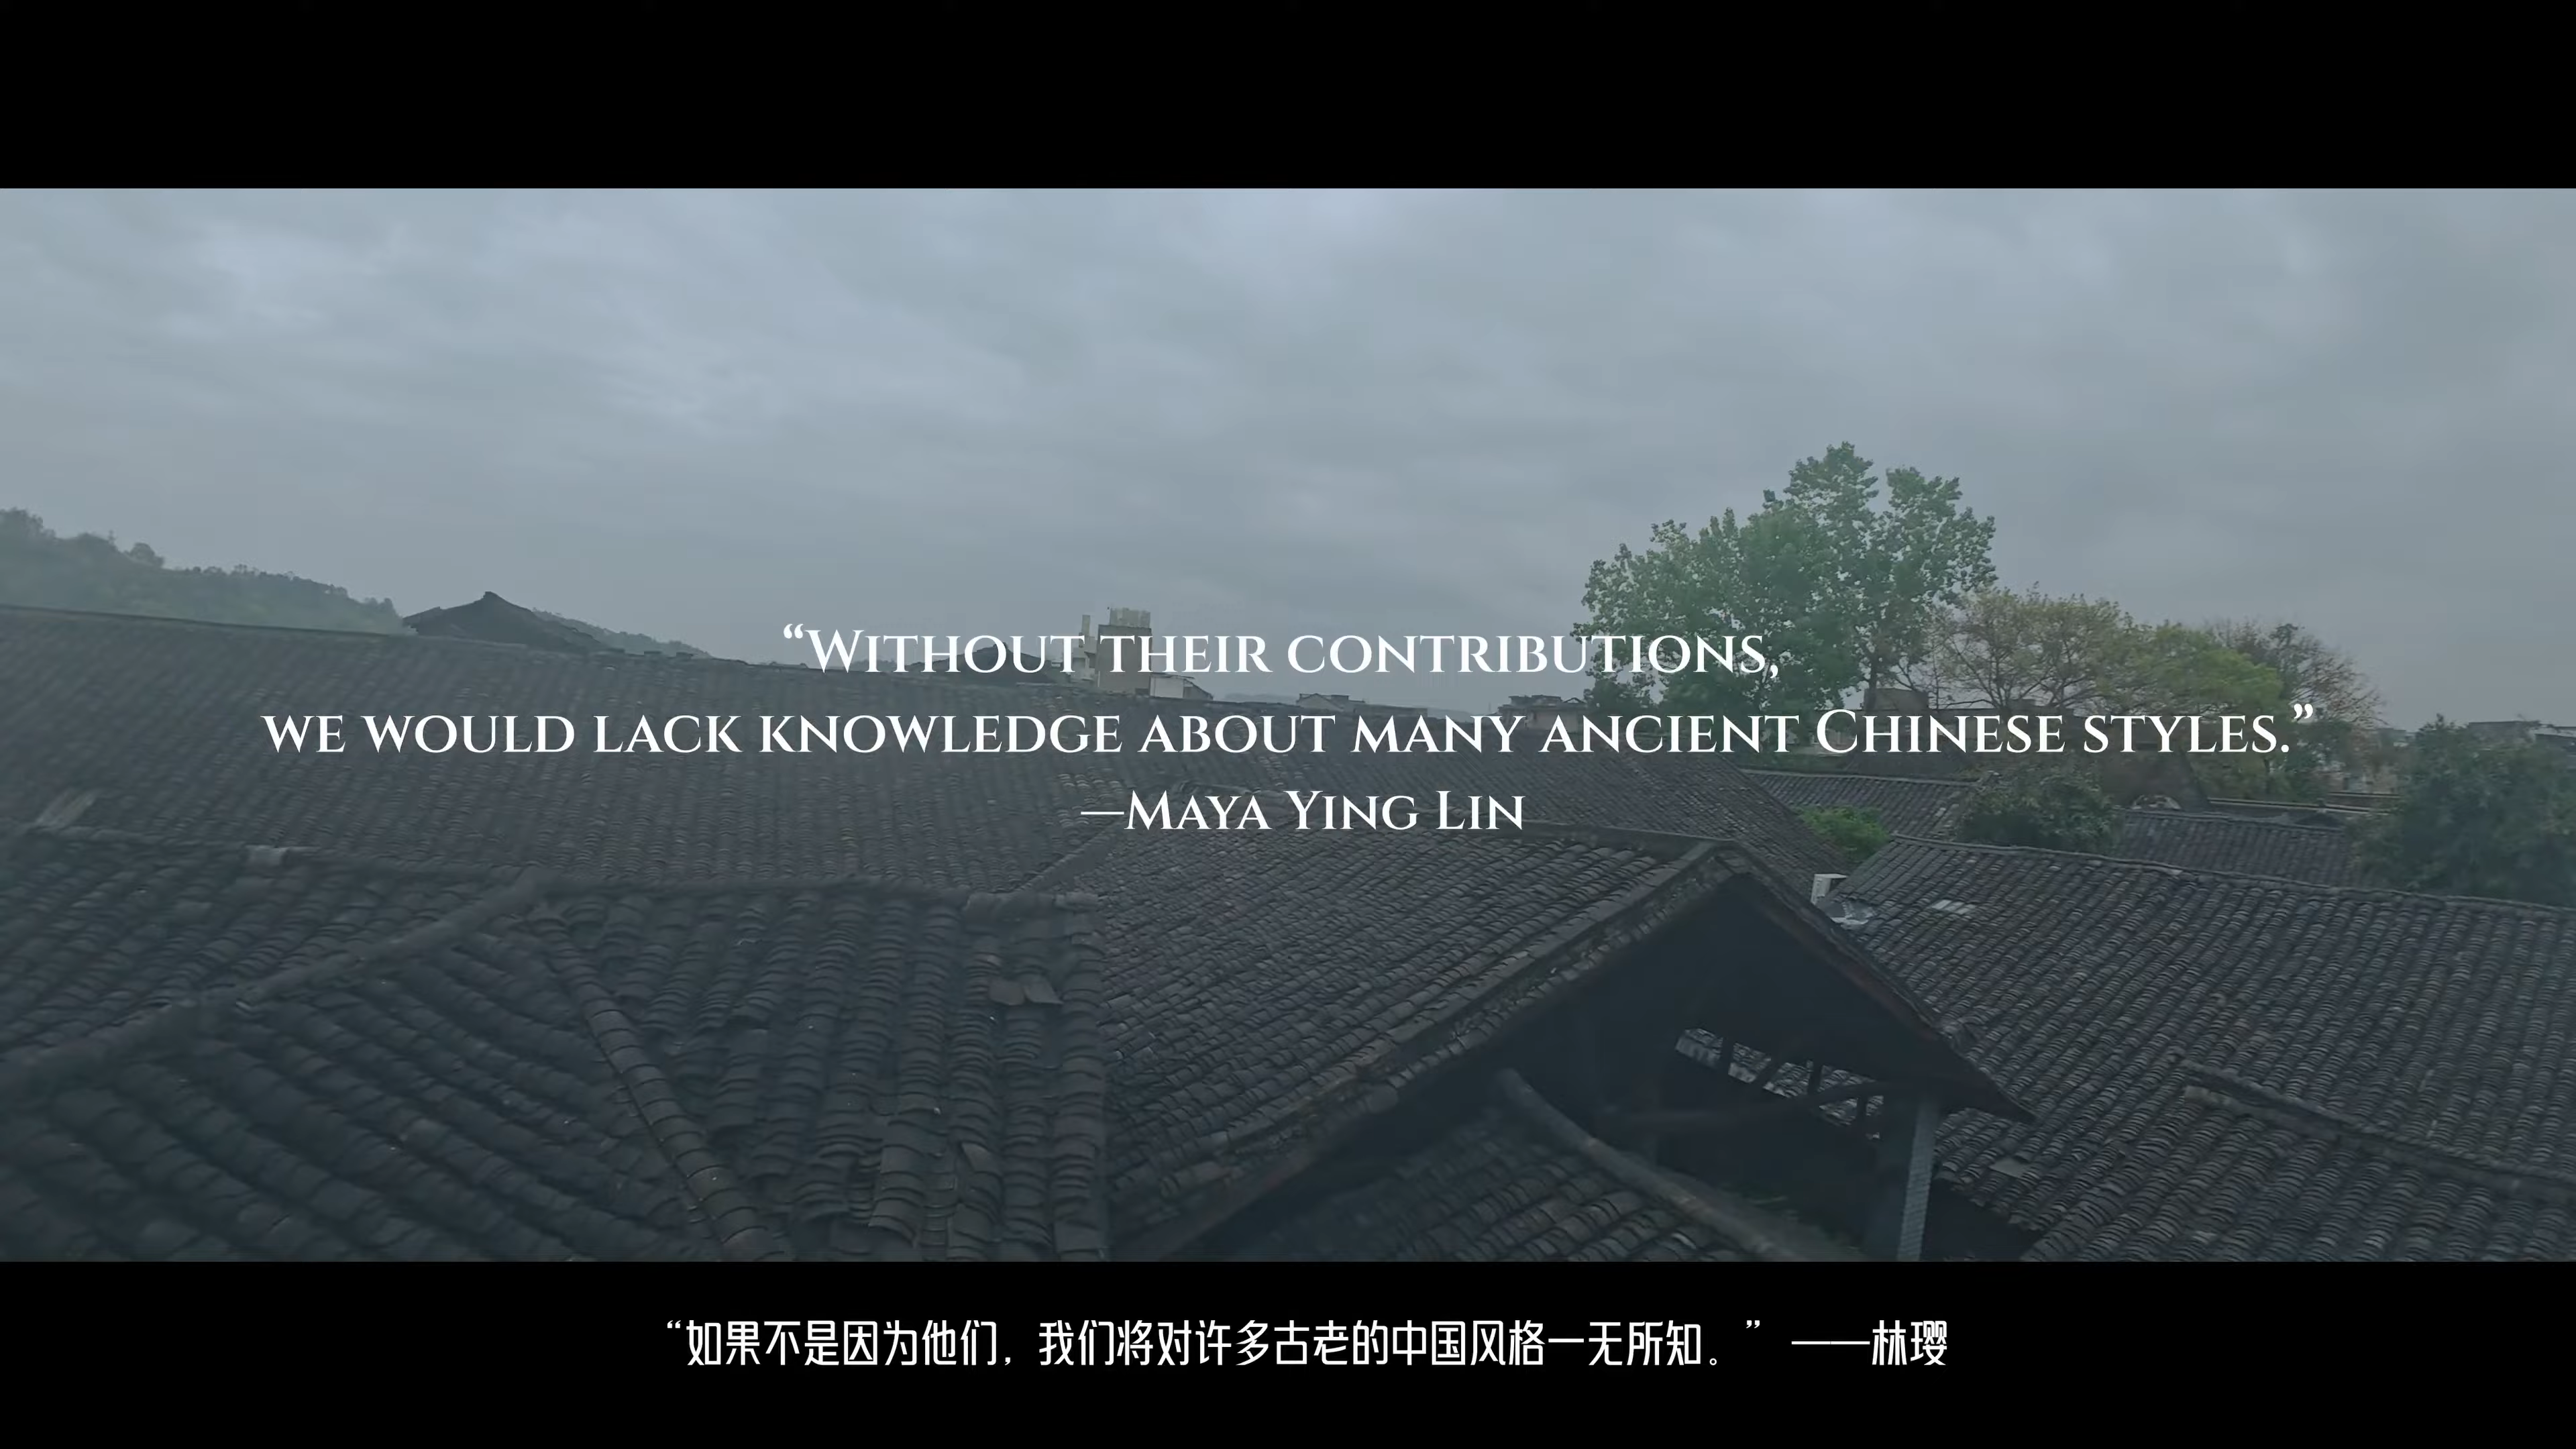 “Without their contributions,
we would lack knowledge about many ancient Chinese styles.”
—Maya Ying Lin
“如果不是因为他们，我们将对许多古老的中国风格一无所知。” ——林璎